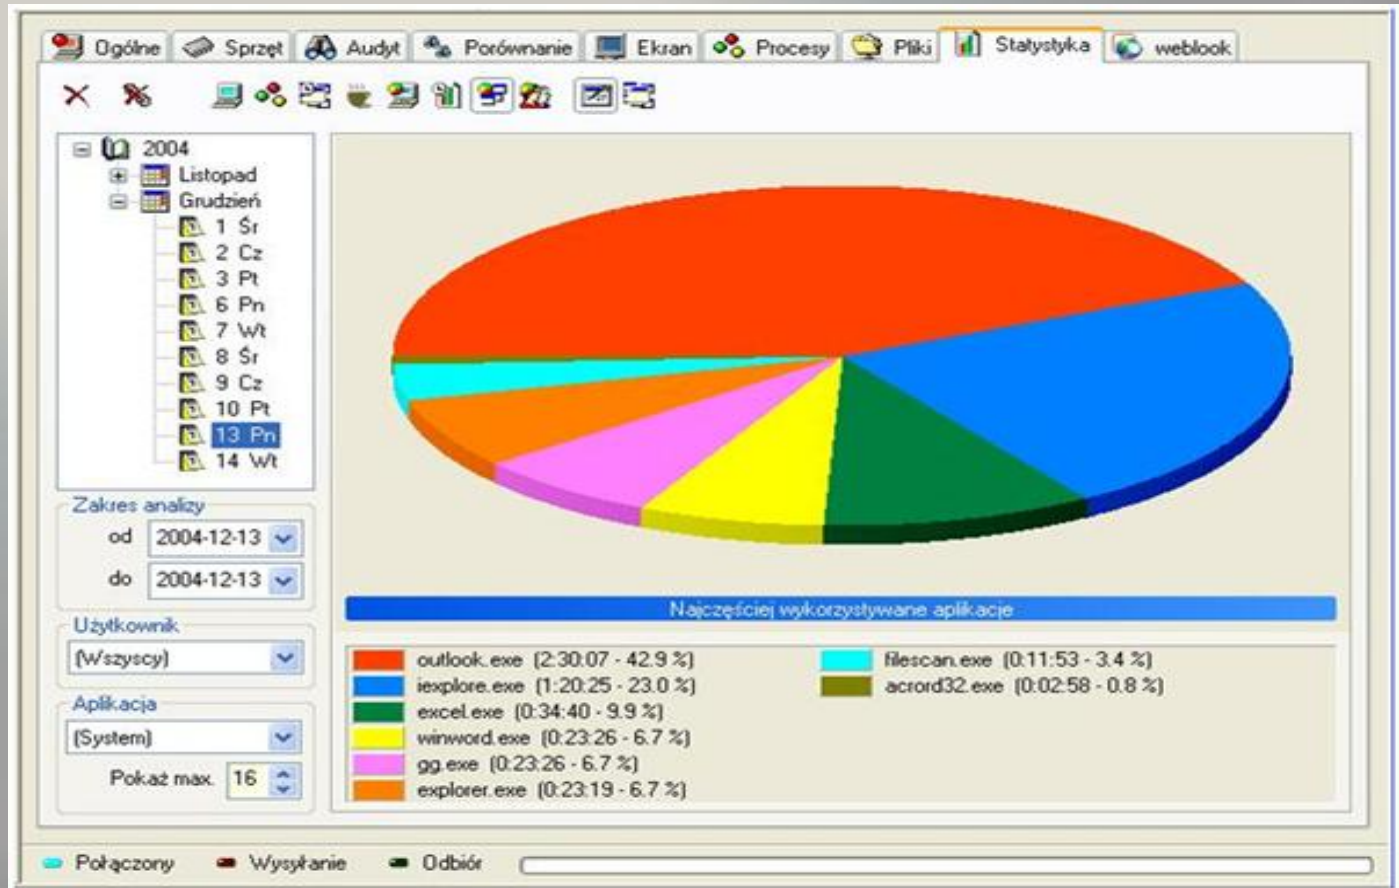 Ogólne Sprzęt Audyt Porównanie Ekran Procesy Pliki Statystyka weblook
2004
Listopad
Grudzień
1 Śr
2 Cz
3 Pt
6 Pn
7 Wt
8 Śr
9 Cz
10 Pt
13 Pn
14 Wt
Zakres analizy
od 2004-12-13
do 2004-12-13
Użytkownik
(Wszyscy)
Aplikacja
(System)
Pokaż max. 16
Najczęściej wykorzystywane aplikacje
outlook.exe (2:30:07 - 42.9 %)
iexplore.exe (1:20:25 - 23.0 %)
excel.exe (0:34:40 - 9.9 %)
winword.exe (0:23:26 - 6.7 %)
gg.exe (0:23:26 - 6.7 %)
explorer.exe (0:23:19 - 6.7 %)
filescan.exe (0:11:53 - 3.4 %)
acrord32.exe (0:02:58 - 0.8 %)
Połączony Wysyłanie Odbiór